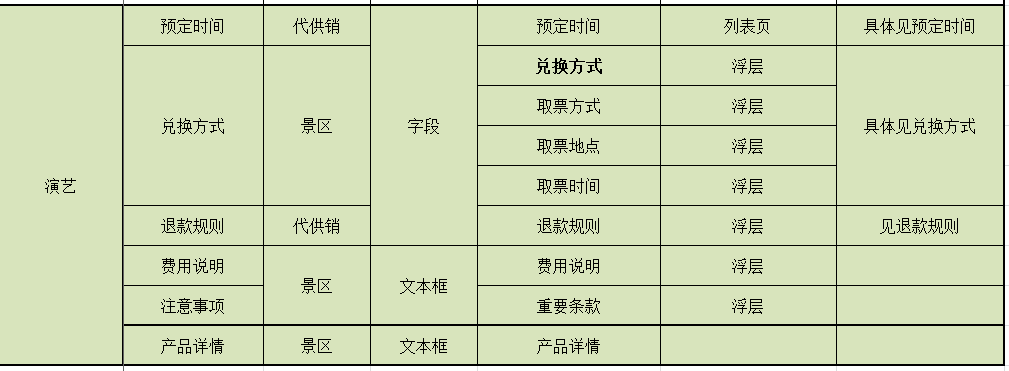 预定时间 代供销 预定时间 列表页 具体见预定时间
兑换方式 浮层
取票方式 浮层
兑换方式 景区 字段 具体见兑换方式
取票地点 浮层
演艺 取票时间 浮层
退款规则 代供销 退款规则 浮层 见退款规则
费用说明 费用说明 浮层
景区 文本框
注意事项 重要条款 浮层
产品详情 景区 文本框 产品详情